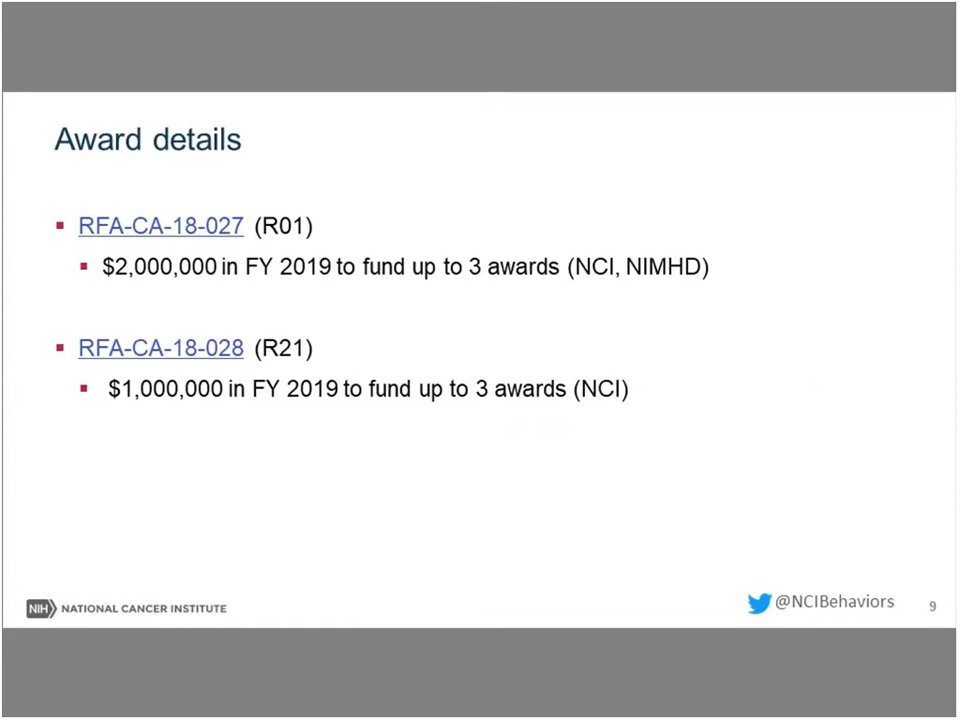 Award details
RFA-CA-18-027 (R01)
$2,000,000 in FY 2019 to fund up to 3 awards (NCI, NIMHD)
RFA-CA-18-028 (R21)
$1,000,000 in FY 2019 to fund up to 3 awards (NCI)
NIH NATIONAL CANCER INSTITUTE
@NCIBehaviors
9